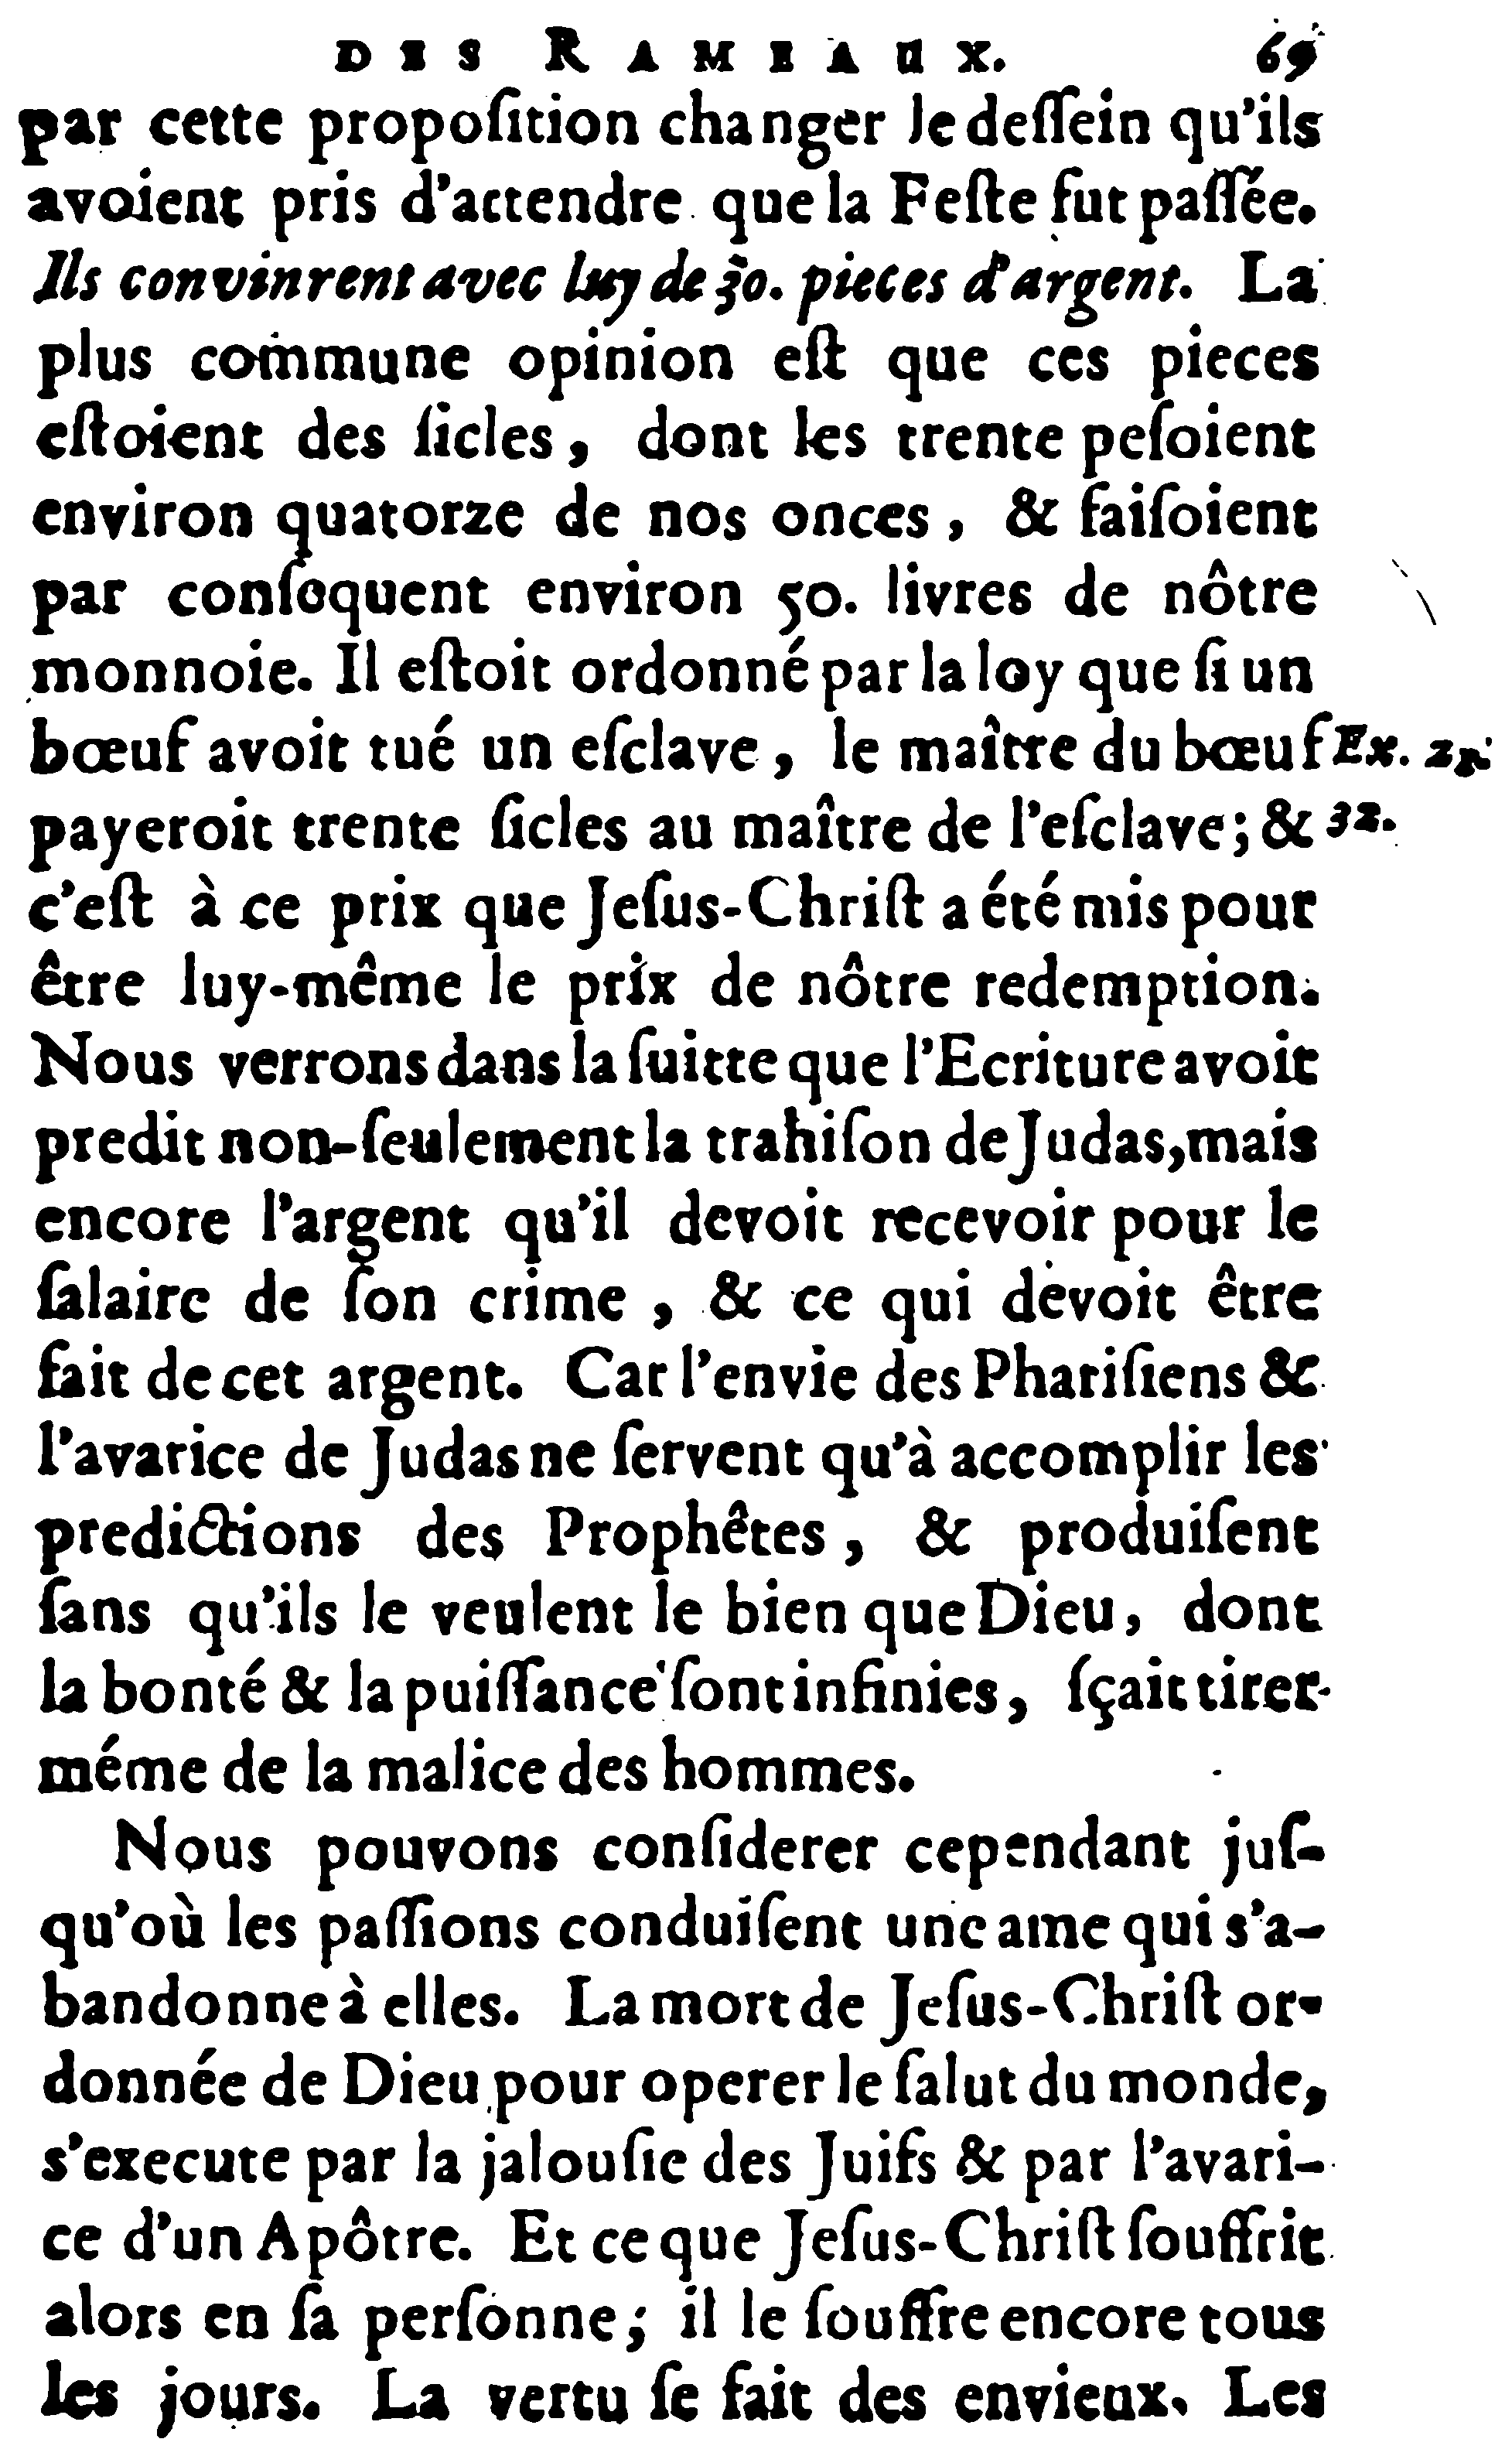 DES RAMEAUX. 69
par cette propoſition changer le deſſein qu'ils
avoient pris d'attendre que la Feſte fut paſſée.
Ils convinrent avec luy de 30. pieces d'argent. La
plus commune opinion eſt que ces pieces
eſtoient des ſicles, dont les trente peſoient
environ quatorze de nos onces, & faiſoient
par conſoquent environ 50. livres de nôtre
monnoie. Il eſtoit ordonné par la loy que ſi un
bœuf avoit tué un eſclave, le maître du bœuf Ex. 21.
payeroit trente ſicles au maître de l'eſclave; & 32.
c'eſt à ce prix que Jeſus-Chriſt a été mis pour
être luy-même le prix de nôtre redemption.
Nous verrons dans la ſuitte que l'Ecriture avoit
predit non-ſeulement la trahiſon de Judas, mais
encore l'argent qu'il devoit recevoir pour le
ſalaire de ſon crime, & ce qui devoit être
fait de cet argent. Car l'envie des Phariſiens &
l'avarice de Judas ne ſervent qu'à accomplir les
predictions des Prophêtes, & produiſent
ſans qu'ils le veulent le bien que Dieu, dont
la bonté & la puiſſance ſont infinies, ſçait tirer
méme de la malice des hommes.
Nous pouvons conſiderer cependant juſ-
qu'où les paſſions conduiſent une ame qui s'a-
bandonne à elles. La mort de Jeſus-Chriſt or-
donnée de Dieu pour operer le ſalut du monde,
s'execute par la jalouſie des Juifs & par l'avari-
ce d'un Apôtre. Et ce que Jeſus-Chriſt ſouffrit
alors en ſa perſonne; il le ſouffre encore tous
les jours. La vertu ſe fait des envieux. Les